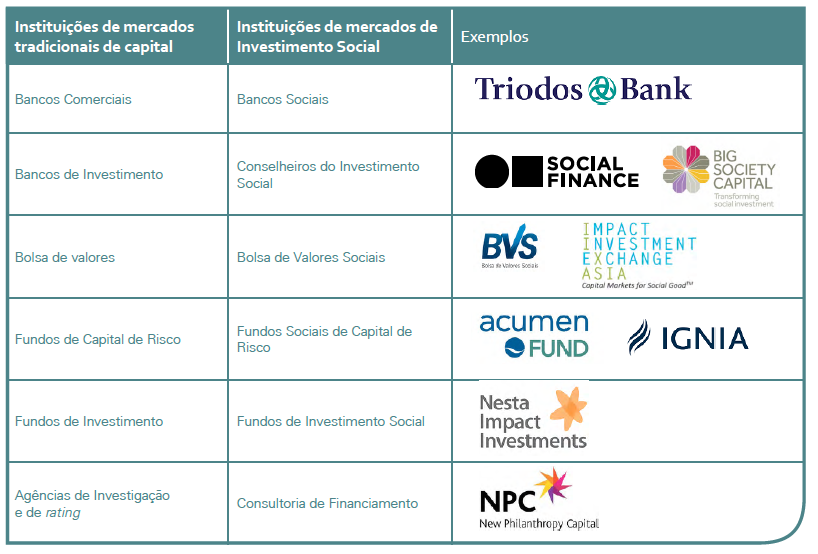 Instituições de mercados
tradicionais de capital
Instituições de mercados de
Investimento Social
Exemplos
Bancos Comerciais
Bancos Sociais
Triodos Bank
Bancos de Investimento
Conselheiros do Investimento
Social
SOCIAL
FINANCE
BIG
SOCIETY
CAPITAL
Transforming
social investment
Bolsa de valores
Bolsa de Valores Sociais
BVS
Bolsa de Valores Sociais
IMPACT
INVESTMENT
EXCHANGE
ASIA
Capital Markets for Social Good™
Fundos de Capital de Risco
Fundos Sociais de Capital de
Risco
acumen
FUND
IGNIA
Fundos de Investimento
Fundos de Investimento Social
Nesta
Impact
Investments
Agências de Investigação
e de rating
Consultoria de Financiamento
NPC
New Philanthropy Capital